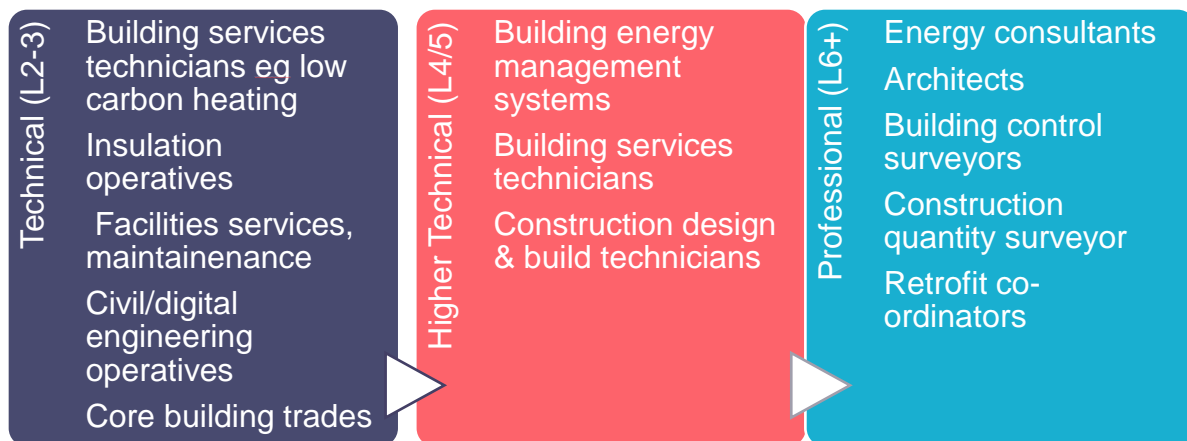 Technical (L2-3)
Building services
technicians eg low
carbon heating
Insulation
operatives
Facilities services,
maintainenance
Civil/digital
engineering
operatives
Core building trades
Higher Technical (L4/5)
Building energy
management
systems
Building services
technicians
Construction design
& build technicians
Professional (L6+)
Energy consultants
Architects
Building control
surveyors
Construction
quantity surveyor
Retrofit co-
ordinators